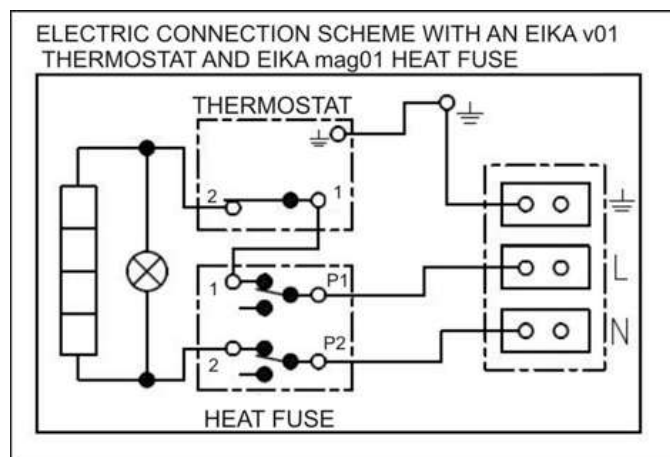 ELECTRIC CONNECTION SCHEME WITH AN EIKA v01
THERMOSTAT AND EIKA mag01 HEAT FUSE
THERMOSTAT
2
1
1
P1
L
2
P2
N
HEAT FUSE